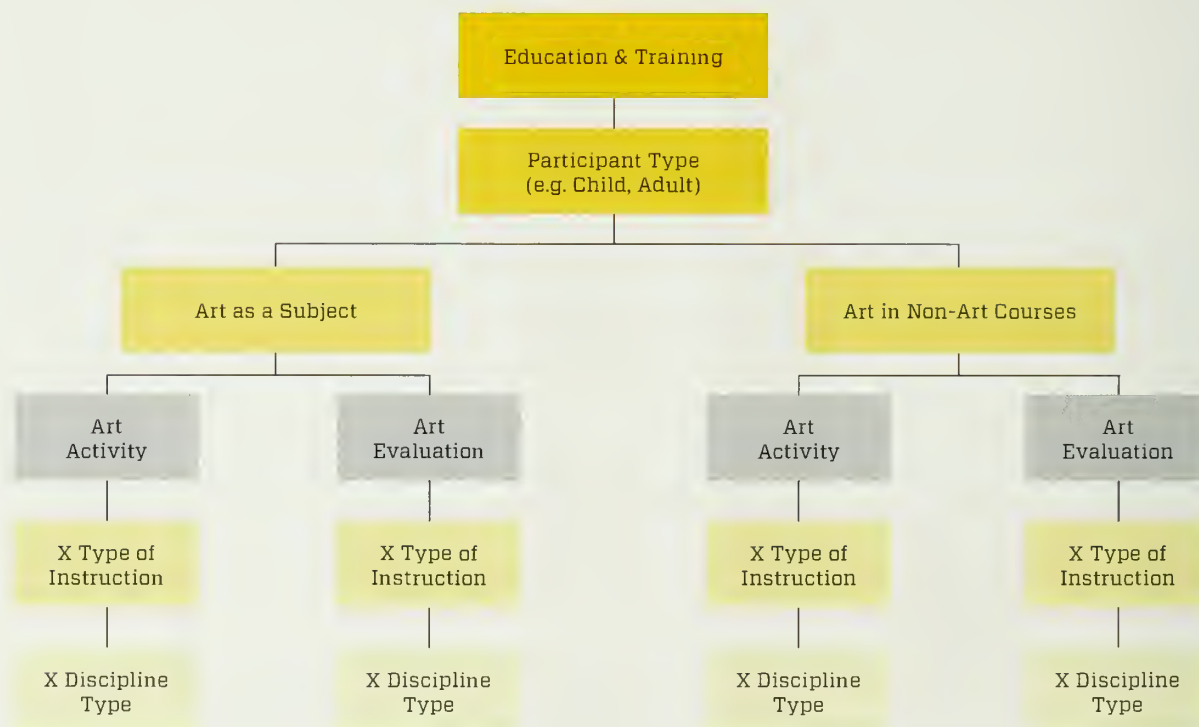 Education & Training
Participant Type
(e.g. Child, Adult)
Art as a Subject
Art in Non-Art Courses
Art
Activity
Art
Evaluation
Art
Activity
Art
Evaluation
X Type of
Instruction
X Type of
Instruction
X Type of
Instruction
X Type of
Instruction
X Discipline
Type
X Discipline
Type
X Discipline
Type
X Discipline
Type